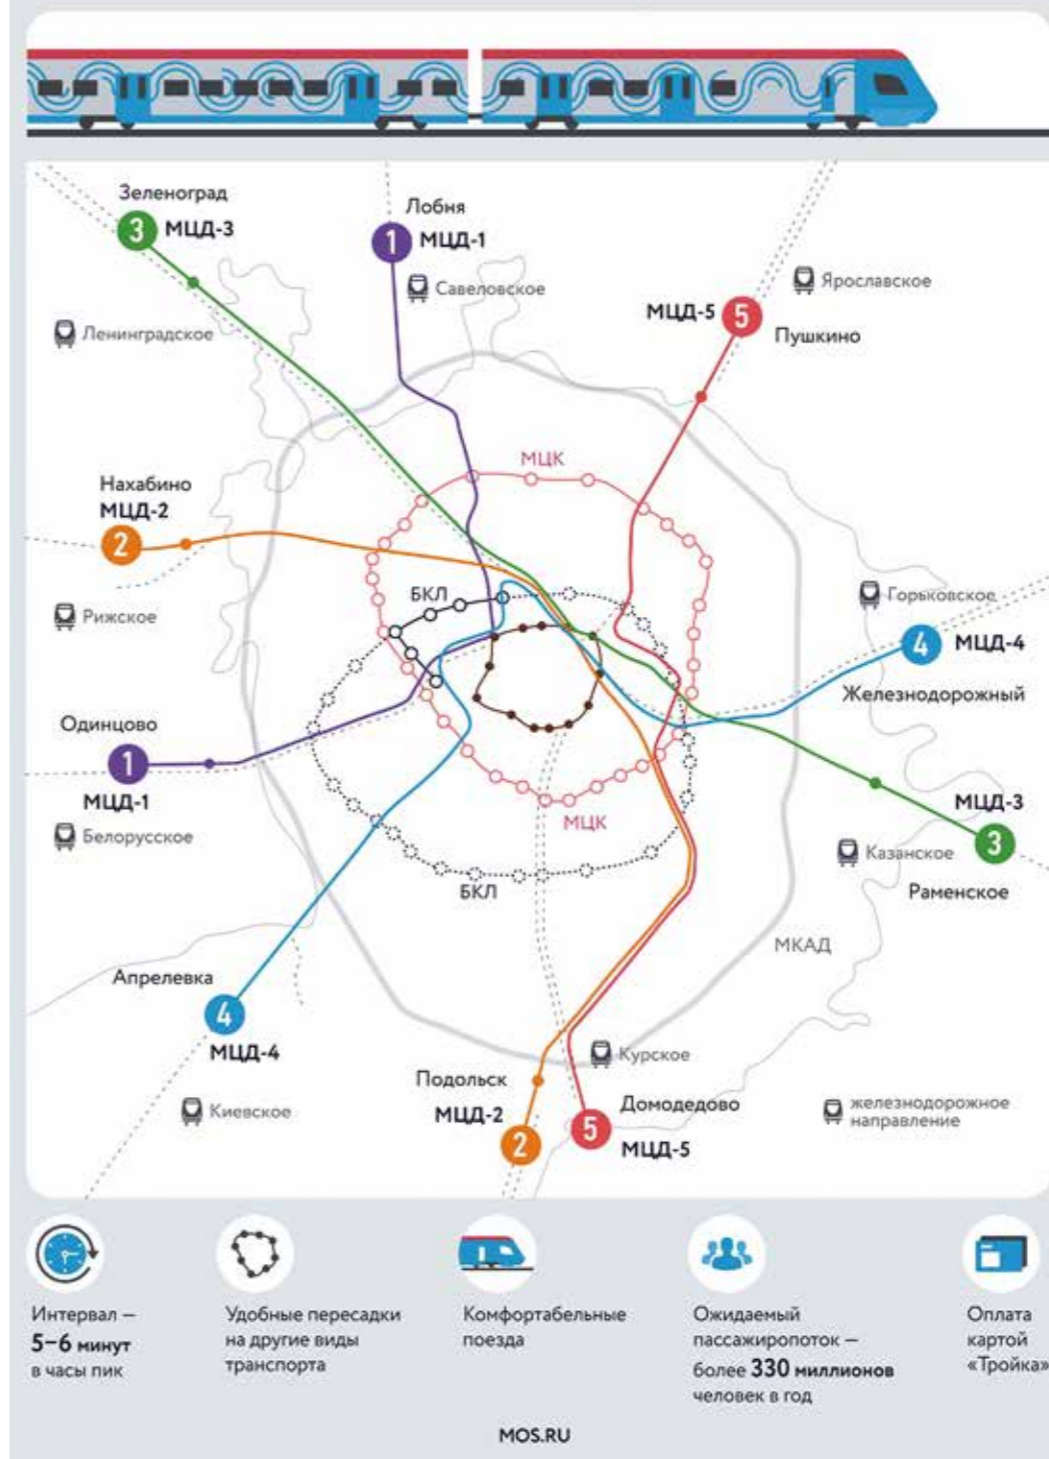 Зеленоград
3 МЦД-3
Лобня
1 МЦД-1
Савеловское
Ярославское
МЦД-5 5
Пушкино
Ленинградское
МЦК
Нахабино
МЦД-2
2
БКЛ
Горьковское
Рижское
4 МЦД-4
Железнодорожный
Одинцово
1
МЦД-1
Белорусское
МЦД-3
МЦК
3
Казанское
Раменское
БКЛ
МКАД
Апрелевка
4
МЦД-4
Курское
Подольск
МЦД-2
2
Домодедово
5
МЦД-5
Киевское
железнодорожное
направление
Интервал —
5–6 минут
в часы пик
Удобные пересадки
на другие виды
транспорта
Комфортабельные
поезда
Ожидаемый
пассажиропоток —
более 330 миллионов
человек в год
Оплата
картой
«Тройка»
MOS.RU